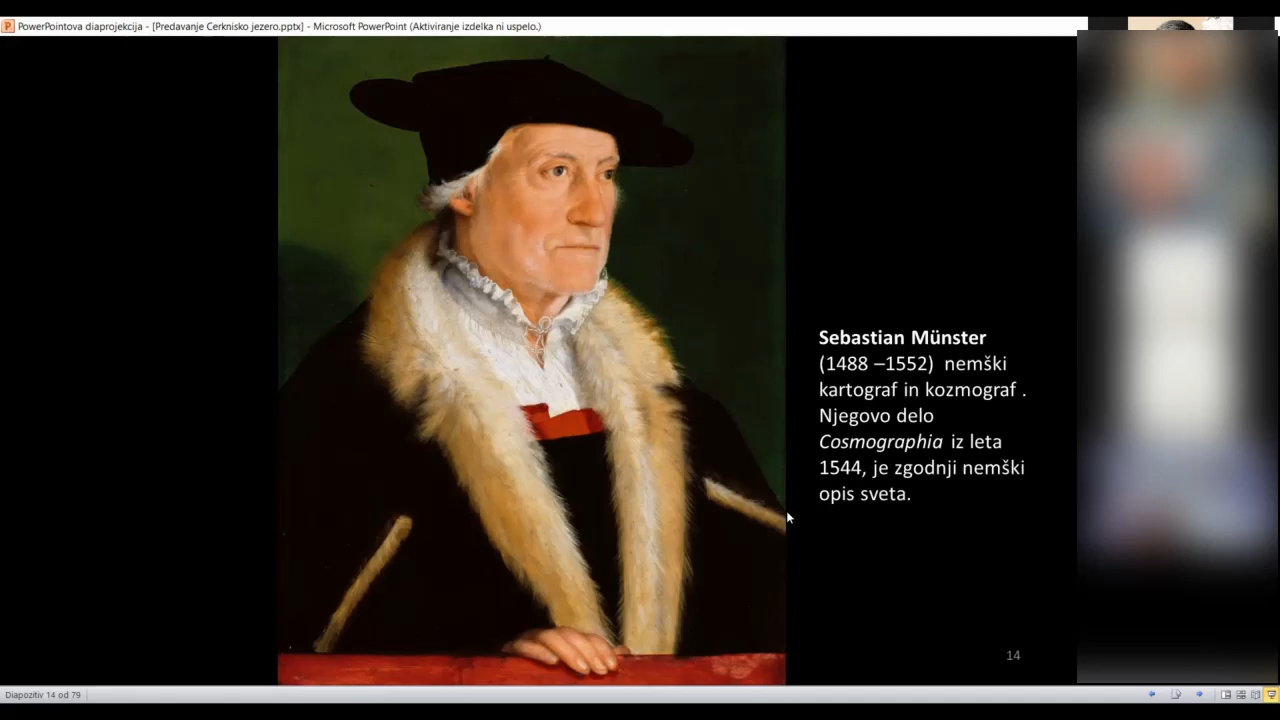 PowerPointova diaprojekcija - [Predavanje Cerknisko jezero.pptx] - Microsoft PowerPoint (Aktiviranje izdelka ni uspelo.)
Sebastian Münster
(1488 –1552) nemški
kartograf in kozmograf .
Njegovo delo
Cosmographia iz leta
1544, je zgodnji nemški
opis sveta.
14
Diapozitiv 14 od 79